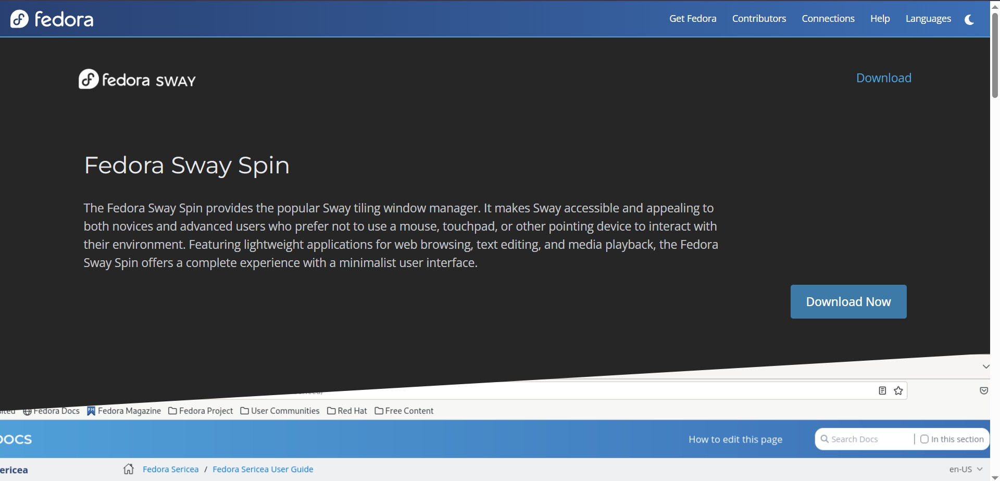 fedora
Get Fedora Contributors Connections Help Languages
fedora SWAY
Download
Fedora Sway Spin
The Fedora Sway Spin provides the popular Sway tiling window manager. It makes Sway accessible and appealing to
both novices and advanced users who prefer not to use a mouse, touchpad, or other pointing device to interact with
their environment. Featuring lightweight applications for web browsing, text editing, and media playback, the Fedora
Sway Spin offers a complete experience with a minimalist user interface.
Download Now
Fedora Docs Fedora Magazine Fedora Project User Communities Red Hat Free Content
DOCS
How to edit this page
Search Docs
In this section
ericea
Fedora Sericea / Fedora Sericea User Guide
en-US